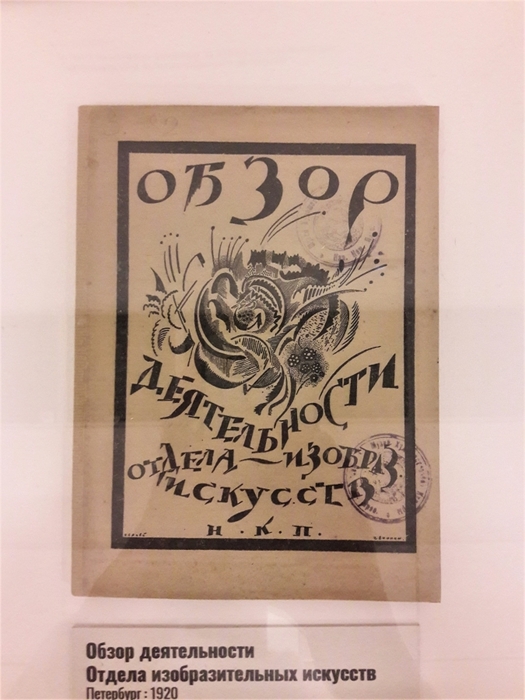 ОБЗОР
ДЕЯТЕЛЬНОСТИ
ОТДЕЛА — ИЗОБРАЗ.
ИСКУССТВ
Н . К . П .
Обзор деятельности
Отдела изобразительных искусств
Петербург : 1920